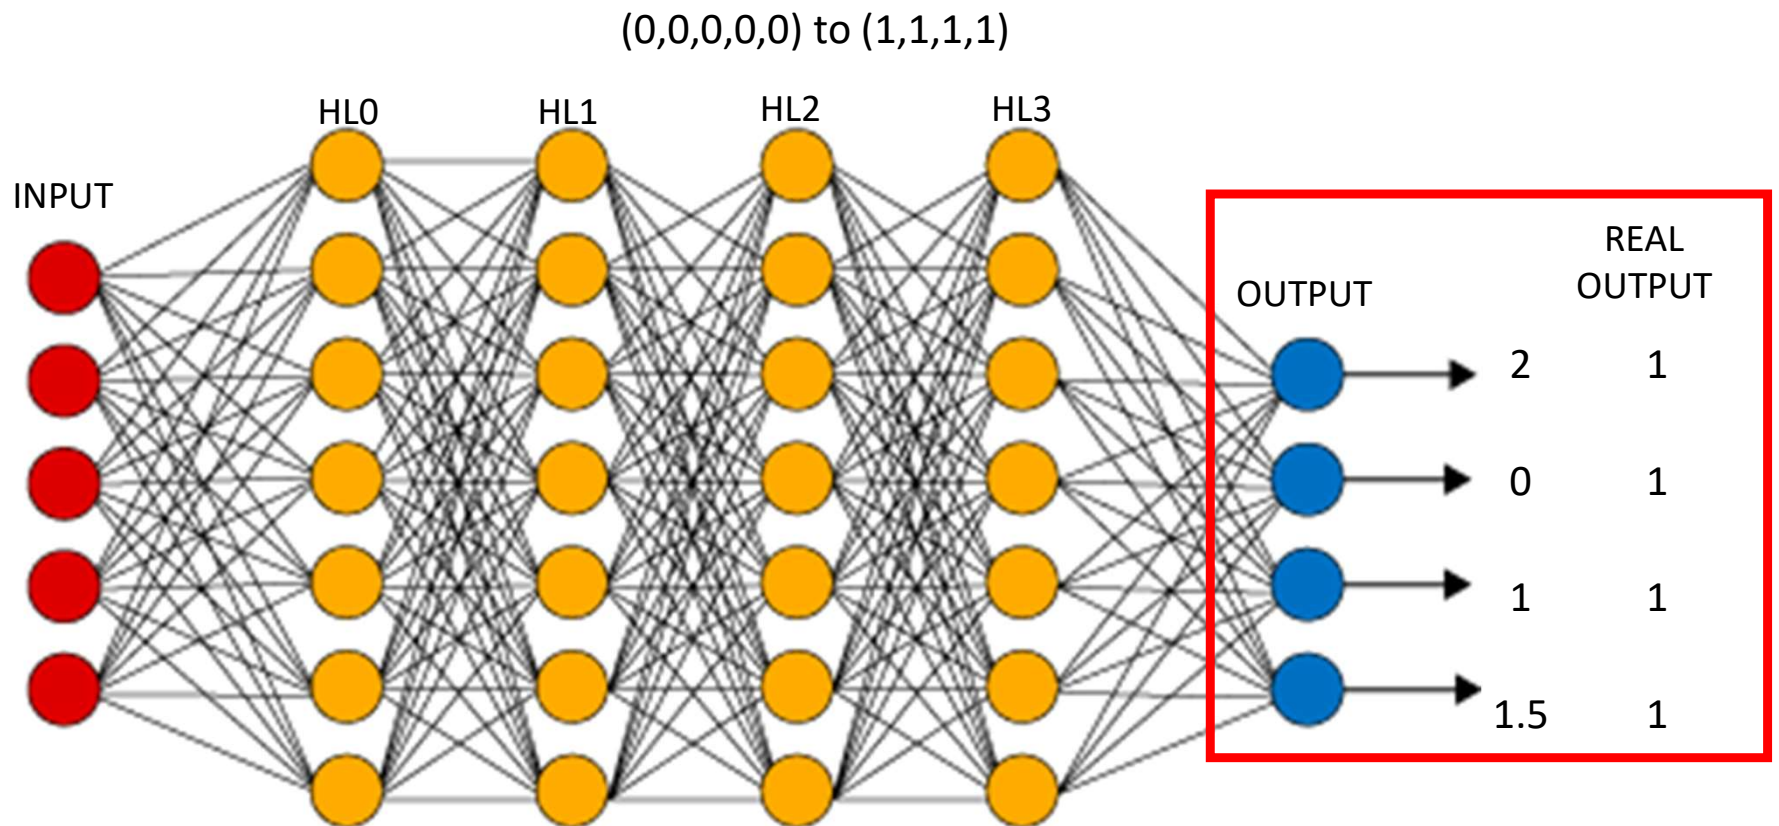 (0,0,0,0,0) to (1,1,1,1)
HL0 HL1 HL2 HL3
INPUT
REAL
OUTPUT
OUTPUT
2 1
0 1
1 1
1.5 1